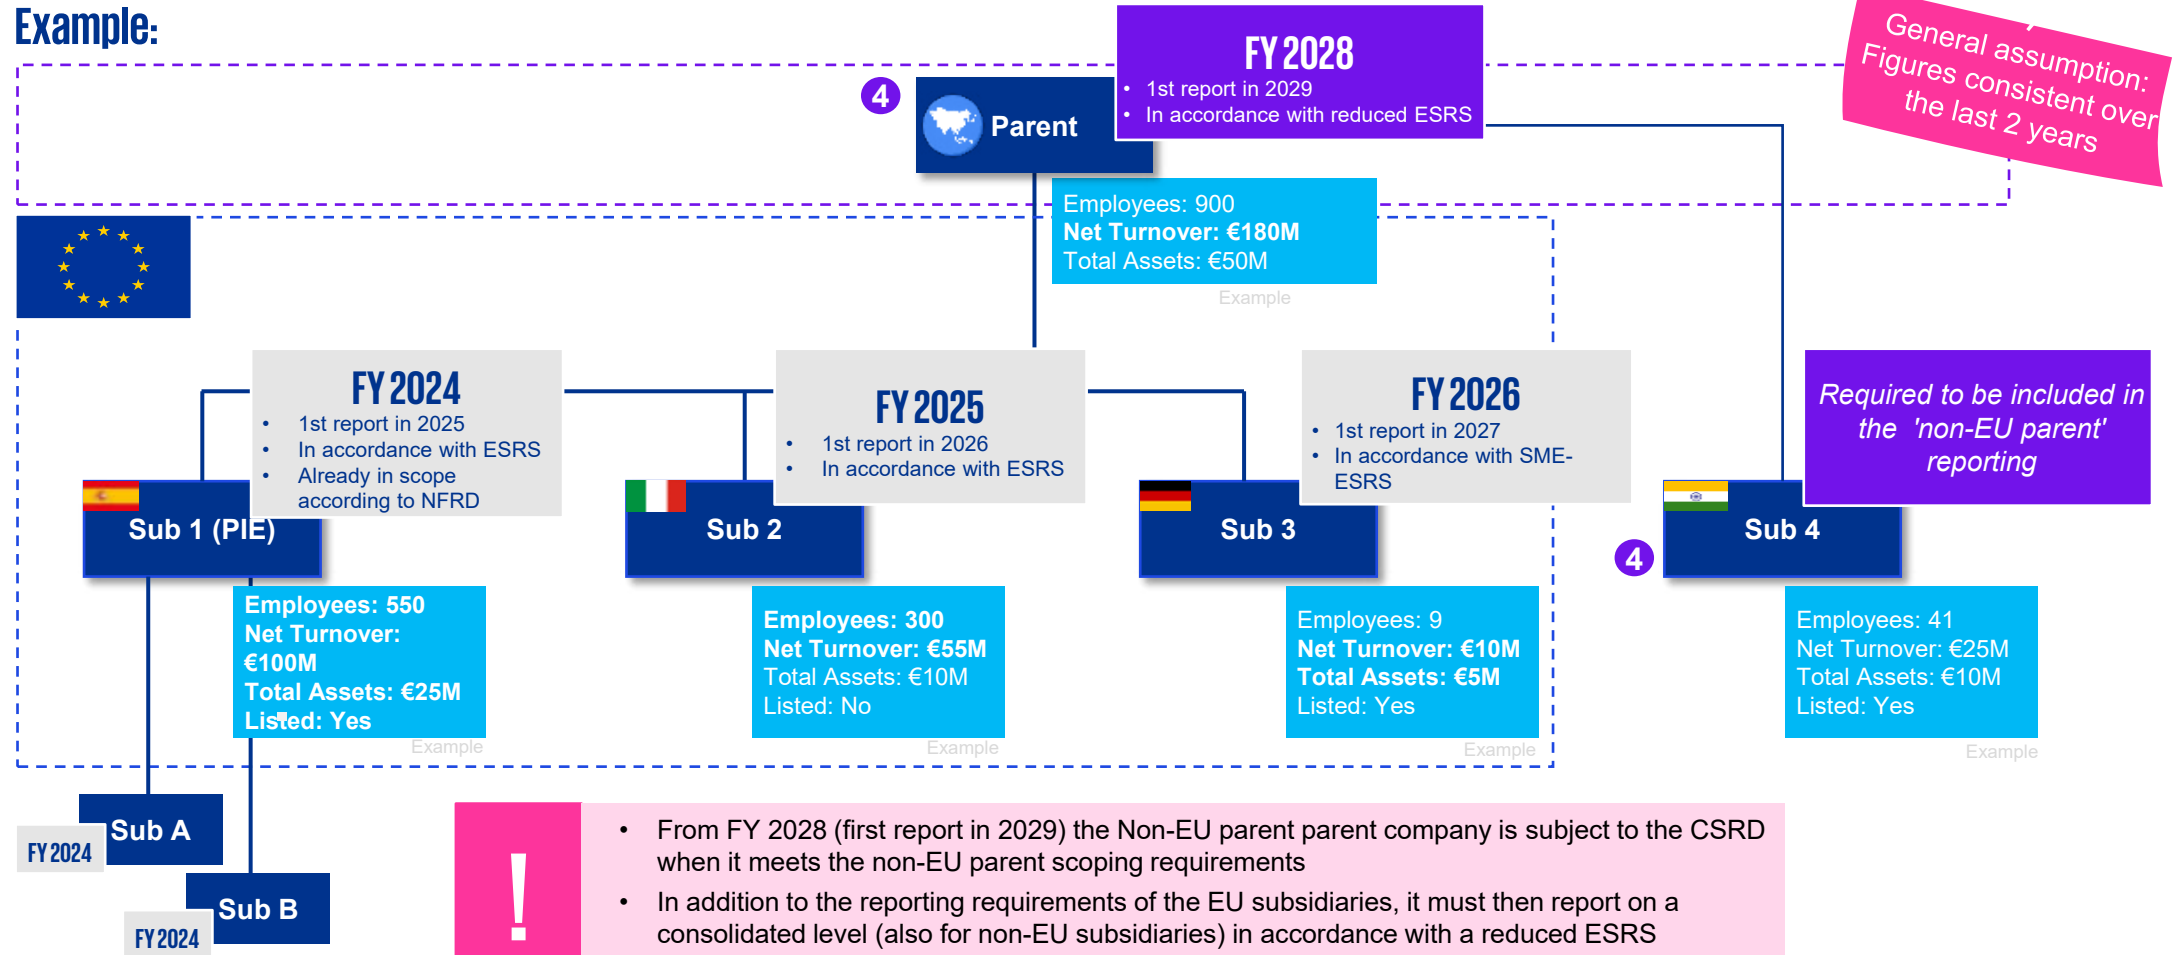 Example:
General assumption:
Figures consistent over
the last 2 years
FY 2028
• 1st report in 2029
• In accordance with reduced ESRS
4
Parent
Employees: 900
Net Turnover: €180M
Total Assets: €50M
Example
FY 2024
• 1st report in 2025
• In accordance with ESRS
• Already in scope
according to NFRD
FY 2025
• 1st report in 2026
• In accordance with ESRS
FY 2026
• 1st report in 2027
• In accordance with SME-
ESRS
Required to be included in
the 'non-EU parent'
reporting
Sub 1 (PIE)
Sub 2
Sub 3
4
Sub 4
Employees: 550
Net Turnover:
€100M
Total Assets: €25M
Listed: Yes
Example
Employees: 300
Net Turnover: €55M
Total Assets: €10M
Listed: No
Example
Employees: 9
Net Turnover: €10M
Total Assets: €5M
Listed: Yes
Example
Employees: 41
Net Turnover: €25M
Total Assets: €10M
Listed: Yes
Example
Sub A
FY 2024
Sub B
FY 2024
!
• From FY 2028 (first report in 2029) the Non-EU parent parent company is subject to the CSRD
when it meets the non-EU parent scoping requirements
• In addition to the reporting requirements of the EU subsidiaries, it must then report on a
consolidated level (also for non-EU subsidiaries) in accordance with a reduced ESRS